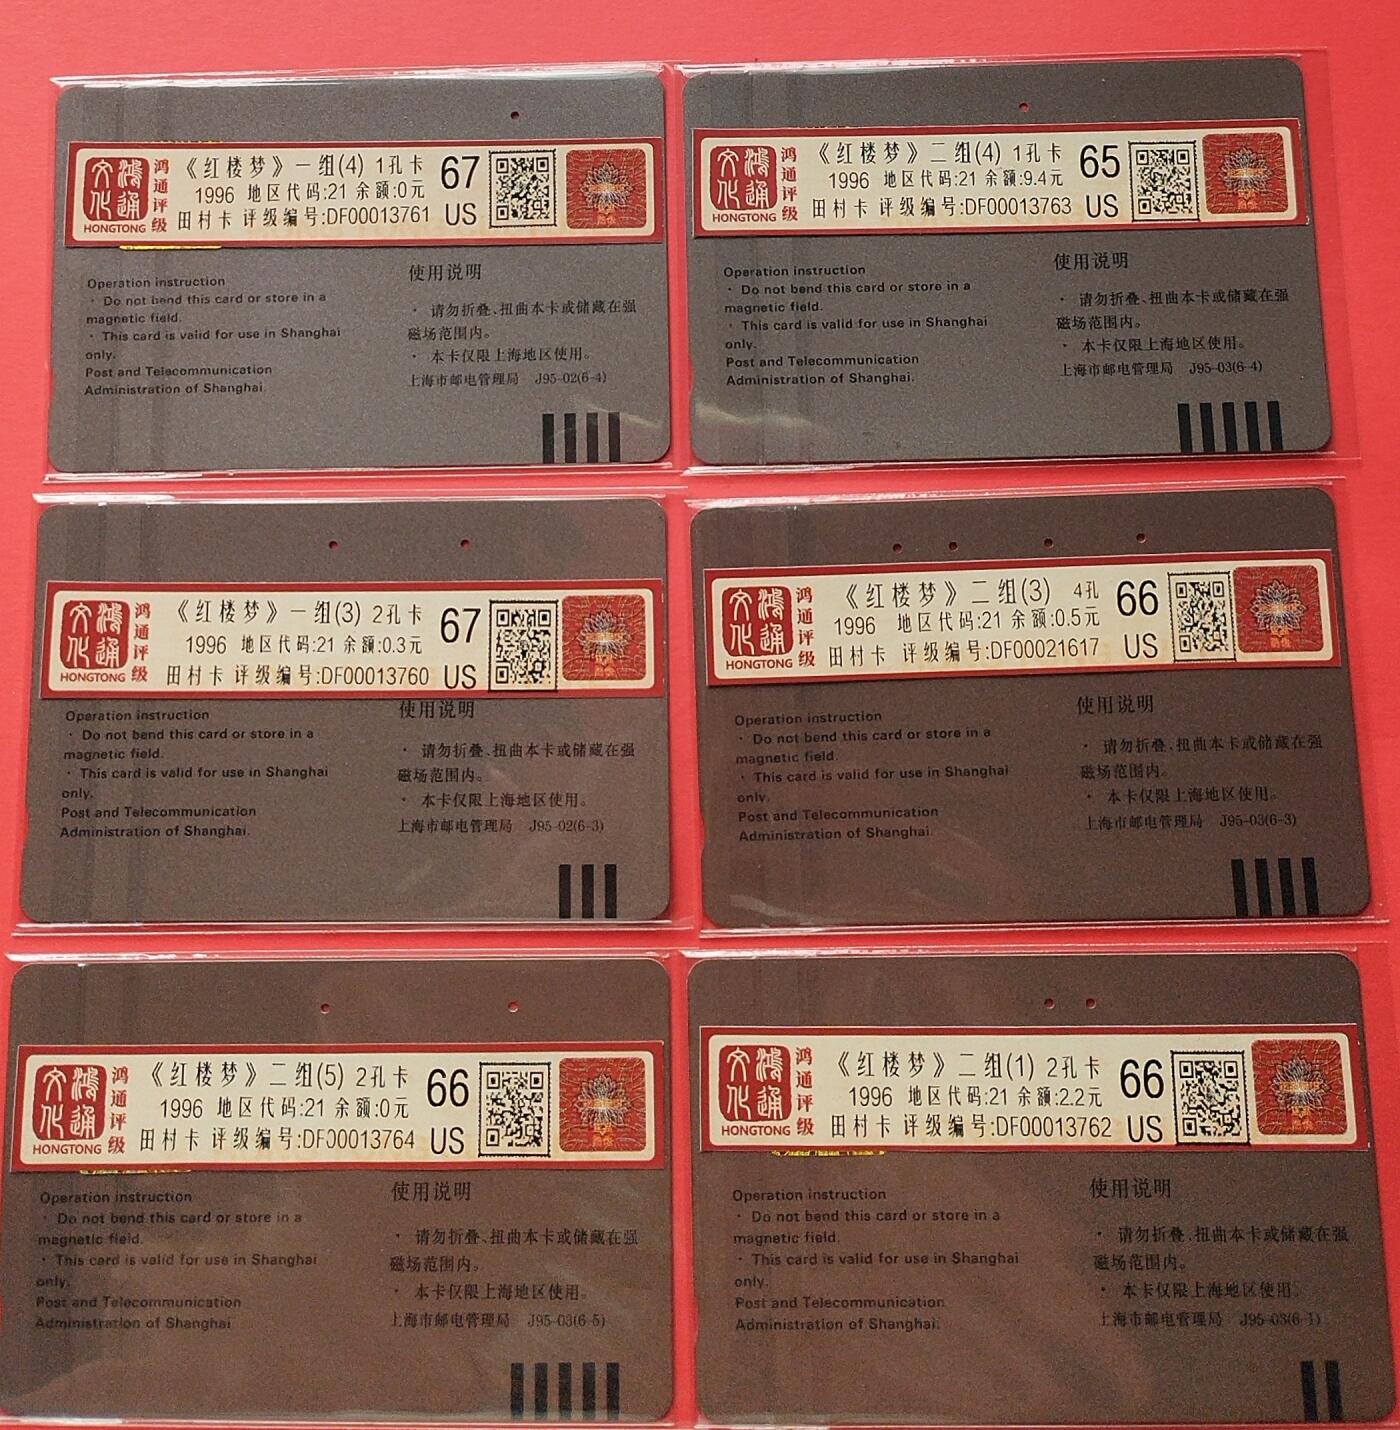 鸿通文化
HONGTONG
鸿通评级
《红楼梦》一组(4) 1孔卡
1996 地区代码:21 余额:0元
田村卡 评级编号:DF00013761
67
US
Operation instruction
· Do not bend this card or store in a
magnetic field.
· This card is valid for use in Shanghai
only.
Post and Telecommunication
Administration of Shanghai.
使用说明
· 请勿折叠、扭曲本卡或储藏在强
磁场范围内。
· 本卡仅限上海地区使用。
上海市邮电管理局 J95-02(6-4)
鸿通文化
HONGTONG
鸿通评级
《红楼梦》二组(4) 1孔卡
1996 地区代码:21 余额:9.4元
田村卡 评级编号:DF00013763
65
US
Operation instruction
· Do not bend this card or store in a
magnetic field.
· This card is valid for use in Shanghai
only.
Post and Telecommunication
Administration of Shanghai.
使用说明
· 请勿折叠、扭曲本卡或储藏在强
磁场范围内。
· 本卡仅限上海地区使用。
上海市邮电管理局 J95-03(6-4)
鸿通文化
HONGTONG
鸿通评级
《红楼梦》一组(3) 2孔卡
1996 地区代码:21 余额:0.3元
田村卡 评级编号:DF00013760
67
US
Operation instruction
· Do not bend this card or store in a
magnetic field.
· This card is valid for use in Shanghai
only.
Post and Telecommunication
Administration of Shanghai.
使用说明
· 请勿折叠、扭曲本卡或储藏在强
磁场范围内。
· 本卡仅限上海地区使用。
上海市邮电管理局 J95-02(6-3)
鸿通文化
HONGTONG
鸿通评级
《红楼梦》二组(3) 4孔
1996 地区代码:21 余额:0.5元
田村卡 评级编号:DF00021617
66
US
Operation instruction
· Do not bend this card or store in a
magnetic field.
· This card is valid for use in Shanghai
only.
Post and Telecommunication
Administration of Shanghai.
使用说明
· 请勿折叠、扭曲本卡或储藏在强
磁场范围内。
· 本卡仅限上海地区使用。
上海市邮电管理局 J95-03(6-3)
鸿通文化
HONGTONG
鸿通评级
《红楼梦》二组(5) 2孔卡
1996 地区代码:21 余额:0元
田村卡 评级编号:DF00013764
66
US
Operation instruction
· Do not bend this card or store in a
magnetic field.
· This card is valid for use in Shanghai
only.
Post and Telecommunication
Administration of Shanghai.
使用说明
· 请勿折叠、扭曲本卡或储藏在强
磁场范围内。
· 本卡仅限上海地区使用。
上海市邮电管理局 J95-03(6-5)
鸿通文化
HONGTONG
鸿通评级
《红楼梦》二组(1) 2孔卡
1996 地区代码:21 余额:2.2元
田村卡 评级编号:DF00013762
66
US
Operation instruction
· Do not bend this card or store in a
magnetic field.
· This card is valid for use in Shanghai
only.
Post and Telecommunication
Administration of Shanghai.
使用说明
· 请勿折叠、扭曲本卡或储藏在强
磁场范围内。
· 本卡仅限上海地区使用。
上海市邮电管理局 J95-03(6-1)